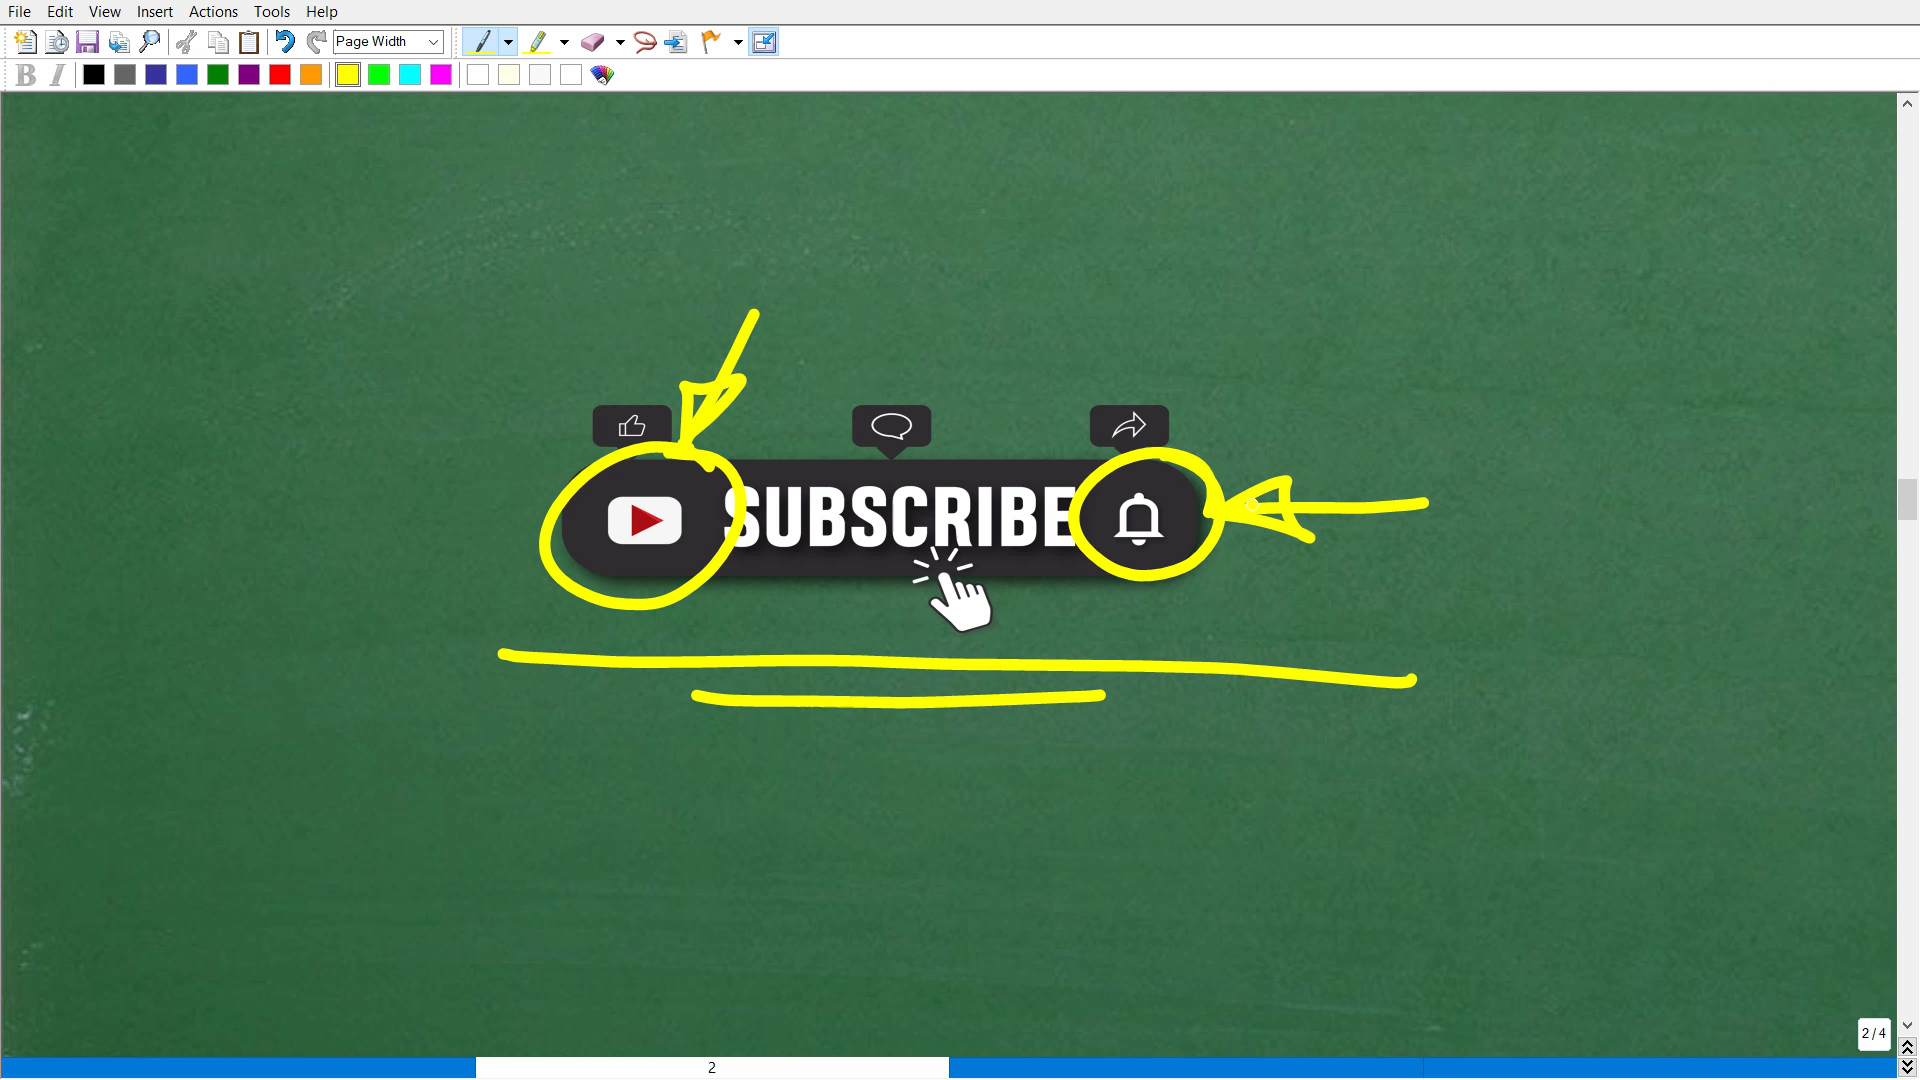 File Edit View Insert Actions Tools Help
Page Width
B I
SUBSCRIBE
2 / 4
2